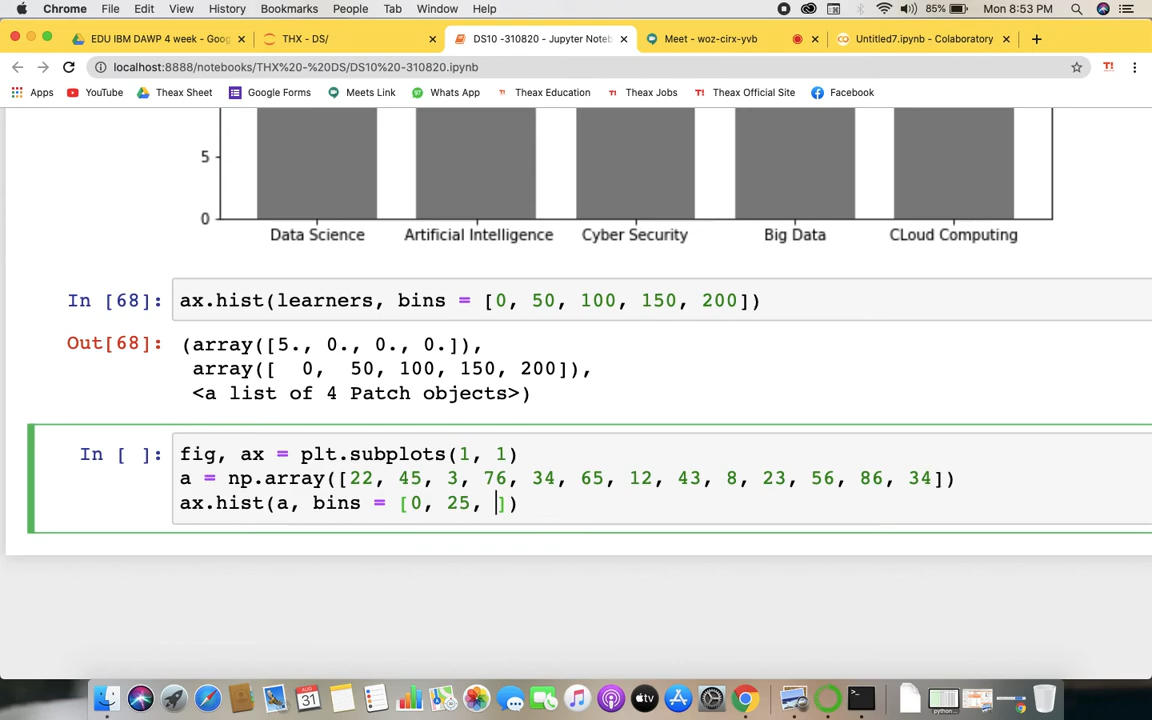 Chrome File Edit View History Bookmarks People Tab Window Help 85% Mon 8:53 PM
EDU IBM DAWP 4 week - Goog THX - DS/ DS10 -310820 - Jupyter Noteb Meet - woz-cirx-yvb Untitled7.ipynb - Colaboratory
localhost:8888/notebooks/THX%20-%20DS/DS10%20-310820.ipynb
Apps YouTube Theax Sheet Google Forms Meets Link Whats App Theax Education Theax Jobs Theax Official Site Facebook
5
0
Data Science Artificial Intelligence Cyber Security Big Data CLoud Computing
In [68]: ax.hist(learners, bins = [0, 50, 100, 150, 200])
Out[68]: (array([5., 0., 0., 0.]),
array([ 0, 50, 100, 150, 200]),
<a list of 4 Patch objects>)
In [ ]: fig, ax = plt.subplots(1, 1)
a = np.array([22, 45, 3, 76, 34, 65, 12, 43, 8, 23, 56, 86, 34])
ax.hist(a, bins = [0, 25, ])